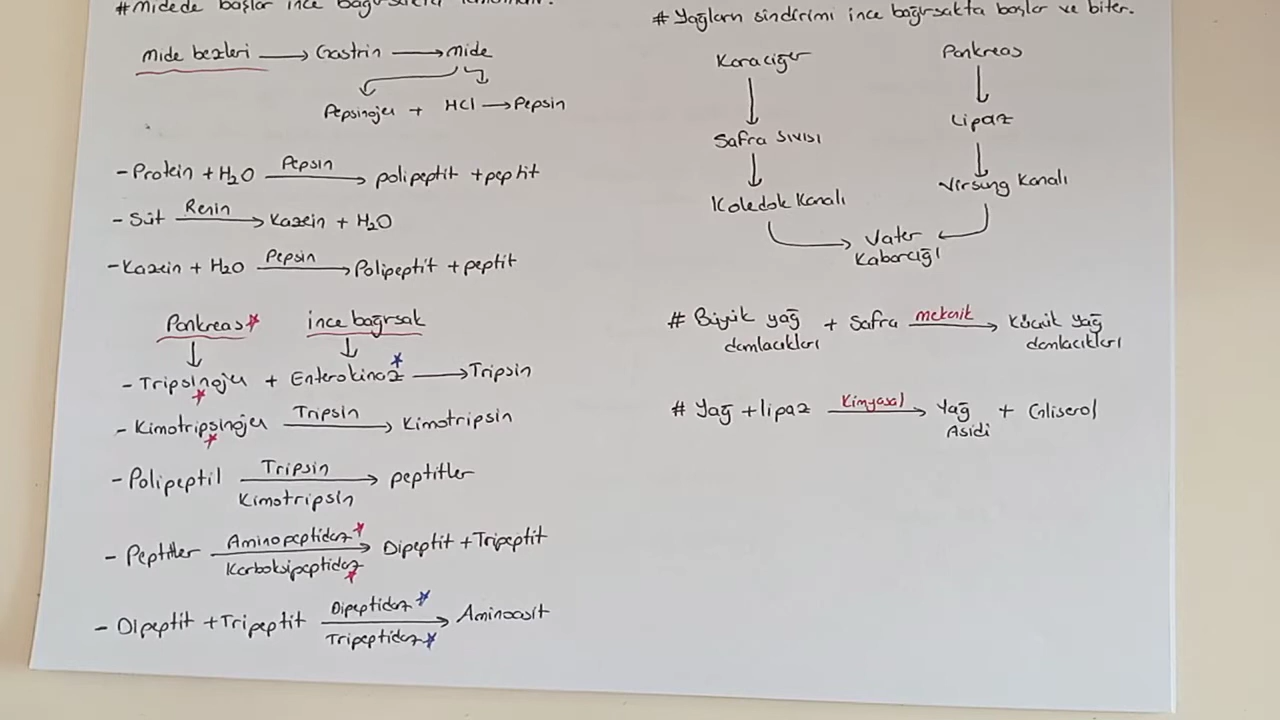 #Midede başlar ince bağırsakta
mide bezleri → Gastrin → mide
Pepsinojen + HCl → Pepsin
- Protein + H₂O Pepsin → polipeptit + peptit
- Süt Renin → Kazein + H₂O
- Kazein + H₂O Pepsin → Polipeptit + peptit
Pankreas* ince bağırsak
- Tripsinojen + Enterokinaz → Tripsin
- Kimotripsinojen Tripsin → Kimotripsin
- Polipeptil Tripsin → peptitler
Kimotripsin
- Peptitler Aminopeptidaz* → Dipeptit + Tripeptit
Karboksipeptidaz*
- Dipeptit + Tripeptit Dipeptidaz* → Aminoasit
Tripeptidaz*
# Yağların sindirimi ince bağırsakta başlar ve biter.
Karaciğer Pankreas
Safra sıvısı Lipaz
Koledok Kanalı Virsung Kanalı
Vater
Kabarcığı
# Büyük yağ + Safra mekanik → Küçük yağ
damlacıkları damlacıkları
# Yağ + lipaz Kimyasal → Yağ + Gliserol
Asidi